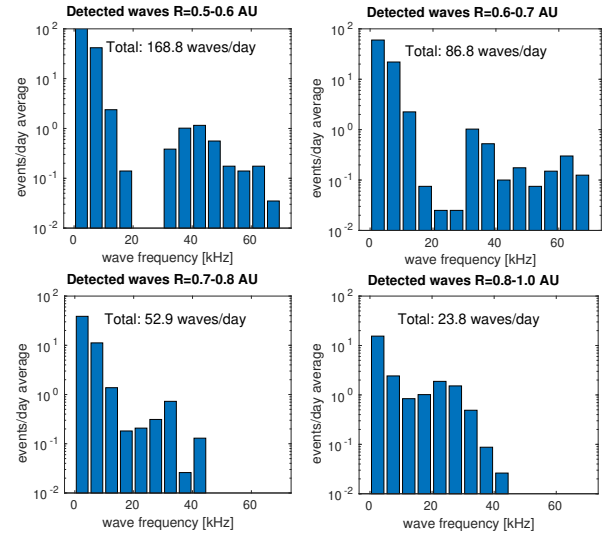 Detected waves R=0.5-0.6 AU
Total: 168.8 waves/day
events/day average
10^2
10^1
10^0
10^-1
10^-2
0 20 40 60
wave frequency [kHz]
Detected waves R=0.6-0.7 AU
Total: 86.8 waves/day
events/day average
10^2
10^1
10^0
10^-1
10^-2
0 20 40 60
wave frequency [kHz]
Detected waves R=0.7-0.8 AU
Total: 52.9 waves/day
events/day average
10^2
10^1
10^0
10^-1
10^-2
0 20 40 60
wave frequency [kHz]
Detected waves R=0.8-1.0 AU
Total: 23.8 waves/day
events/day average
10^2
10^1
10^0
10^-1
10^-2
0 20 40 60
wave frequency [kHz]